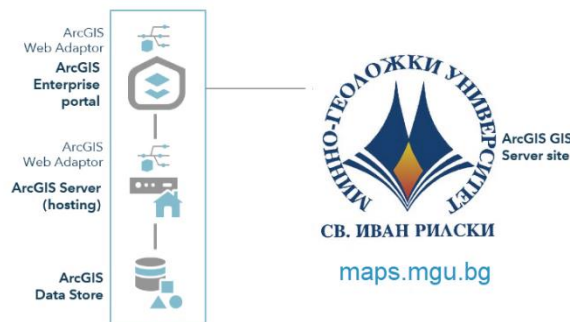 ArcGIS
Web Adaptor
ArcGIS
Enterprise
portal
ArcGIS
Web Adaptor
ArcGIS Server
(hosting)
ArcGIS
Data Store
МИННО-ГЕОЛОЖКИ УНИВЕРСИТЕТ
СВ. ИВАН РИЛСКИ
maps.mgu.bg
ArcGIS GIS
Server site